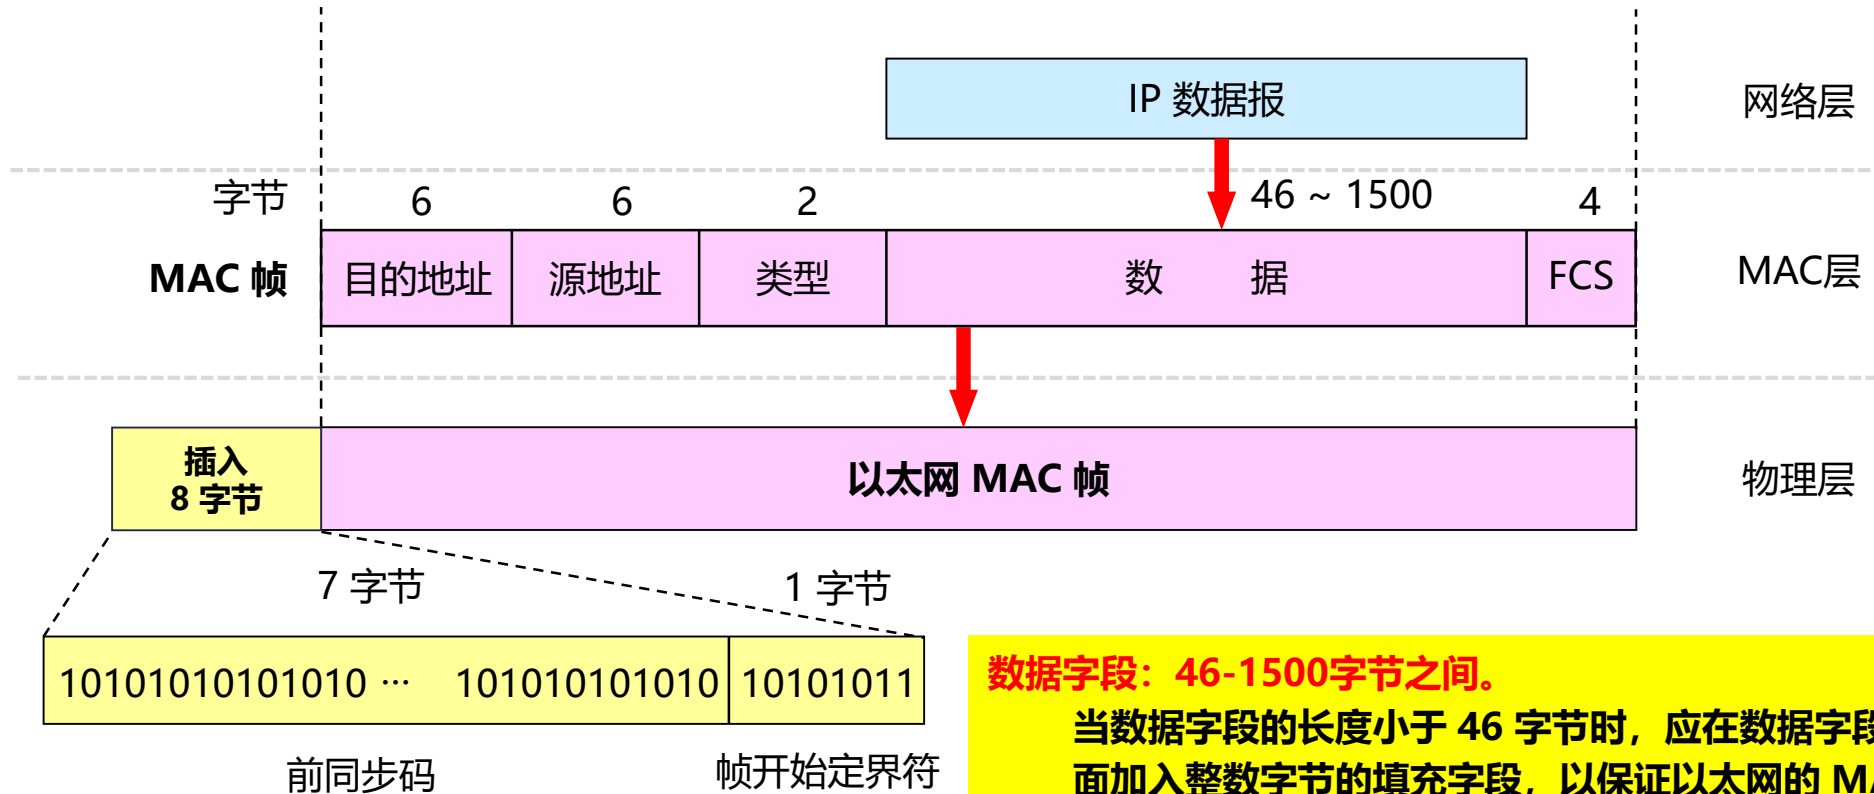 IP 数据报
网络层
字节
6
6
2
46 ~ 1500
4
MAC 帧
目的地址
源地址
类型
数 据
FCS
MAC层
插入
8 字节
以太网 MAC 帧
物理层
7 字节
1 字节
10101010101010 ··· 101010101010
10101011
前同步码
帧开始定界符
数据字段：46-1500字节之间。
当数据字段的长度小于 46 字节时，应在数据字段
面加入整数字节的填充字段，以保证以太网的 MA